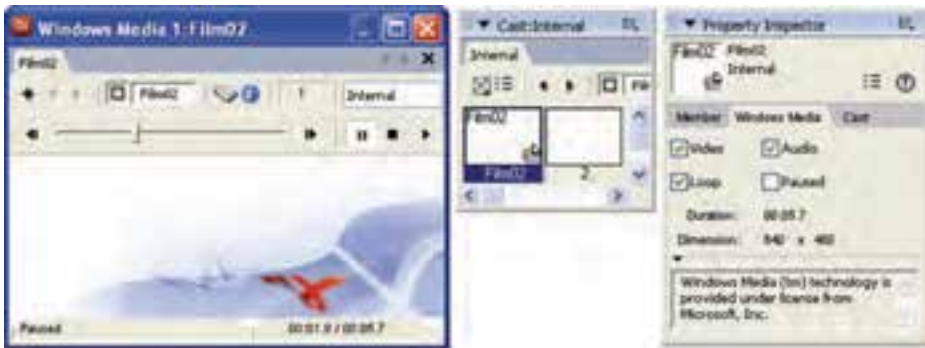 Windows Media 1:Film02
Film02
Film02
1
Internal
Paused
00:01.9 / 00:05.7
Cast:Internal
Internal
Film02
Film02
2
Property Inspector
Film02
Film02
Internal
Member Windows Media Cast
Video Audio
Loop Paused
Duration: 00:05.7
Dimension: 640 x 480
Windows Media (tm) technology is
provided under license from
Microsoft, Inc.